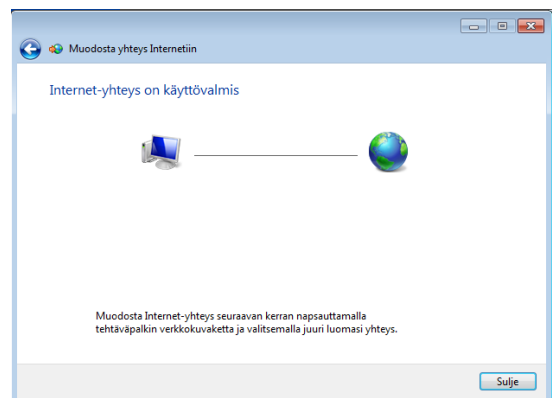 Muodosta yhteys Internetiin
Internet-yhteys on käyttövalmis
Muodosta Internet-yhteys seuraavan kerran napsauttamalla
tehtäväpalkin verkkokuvaketta ja valitsemalla juuri luomasi yhteys.
Sulje